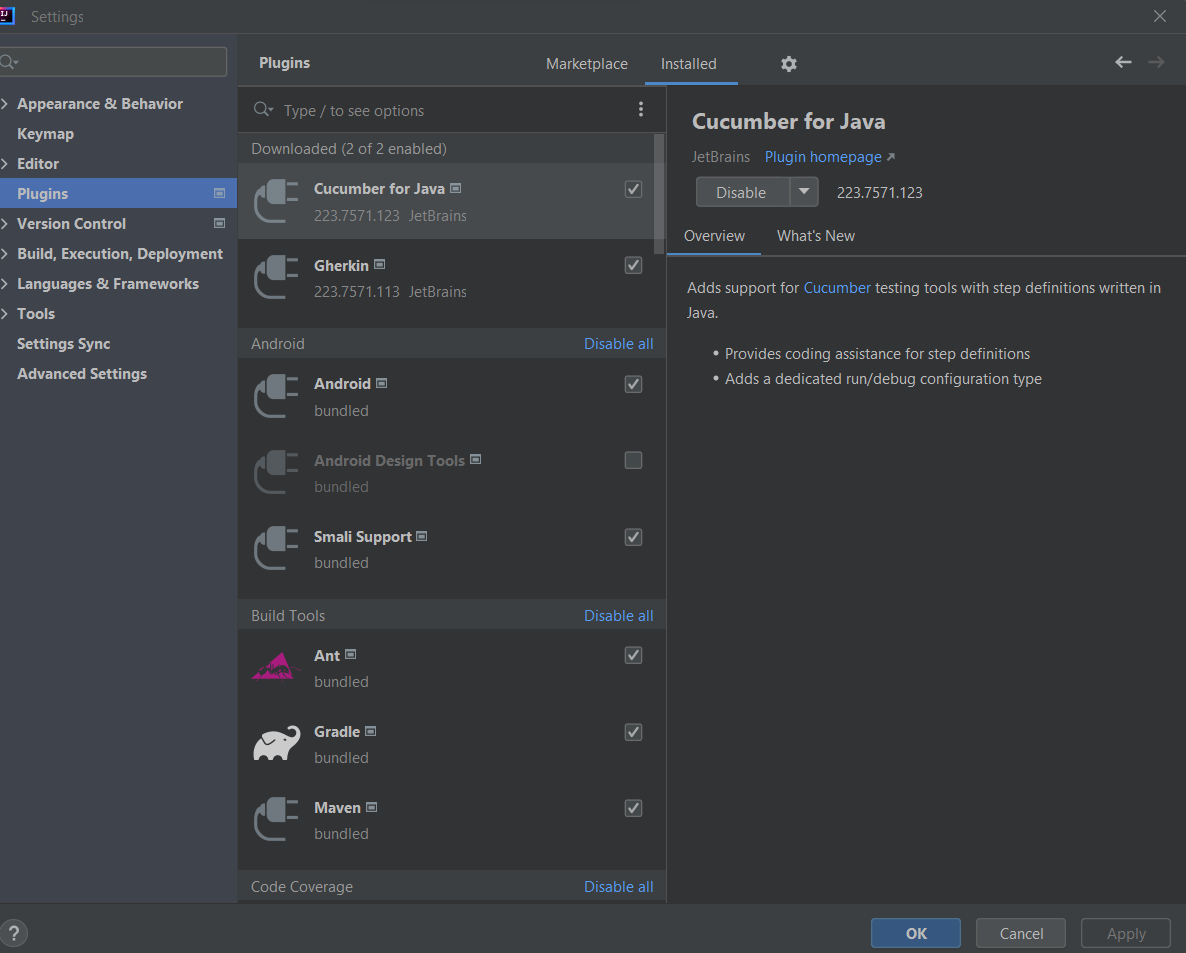 Settings
Appearance & Behavior
Keymap
Editor
Plugins
Version Control
Build, Execution, Deployment
Languages & Frameworks
Tools
Settings Sync
Advanced Settings
Plugins
Marketplace
Installed
Type / to see options
Downloaded (2 of 2 enabled)
Cucumber for Java
223.7571.123 JetBrains
Gherkin
223.7571.113 JetBrains
Android Disable all
Android
bundled
Android Design Tools
bundled
Smali Support
bundled
Build Tools Disable all
Ant
bundled
Gradle
bundled
Maven
bundled
Code Coverage Disable all
Cucumber for Java
JetBrains Plugin homepage
Disable 223.7571.123
Overview What's New
Adds support for Cucumber testing tools with step definitions written in
Java.
• Provides coding assistance for step definitions
• Adds a dedicated run/debug configuration type
?
OK Cancel Apply